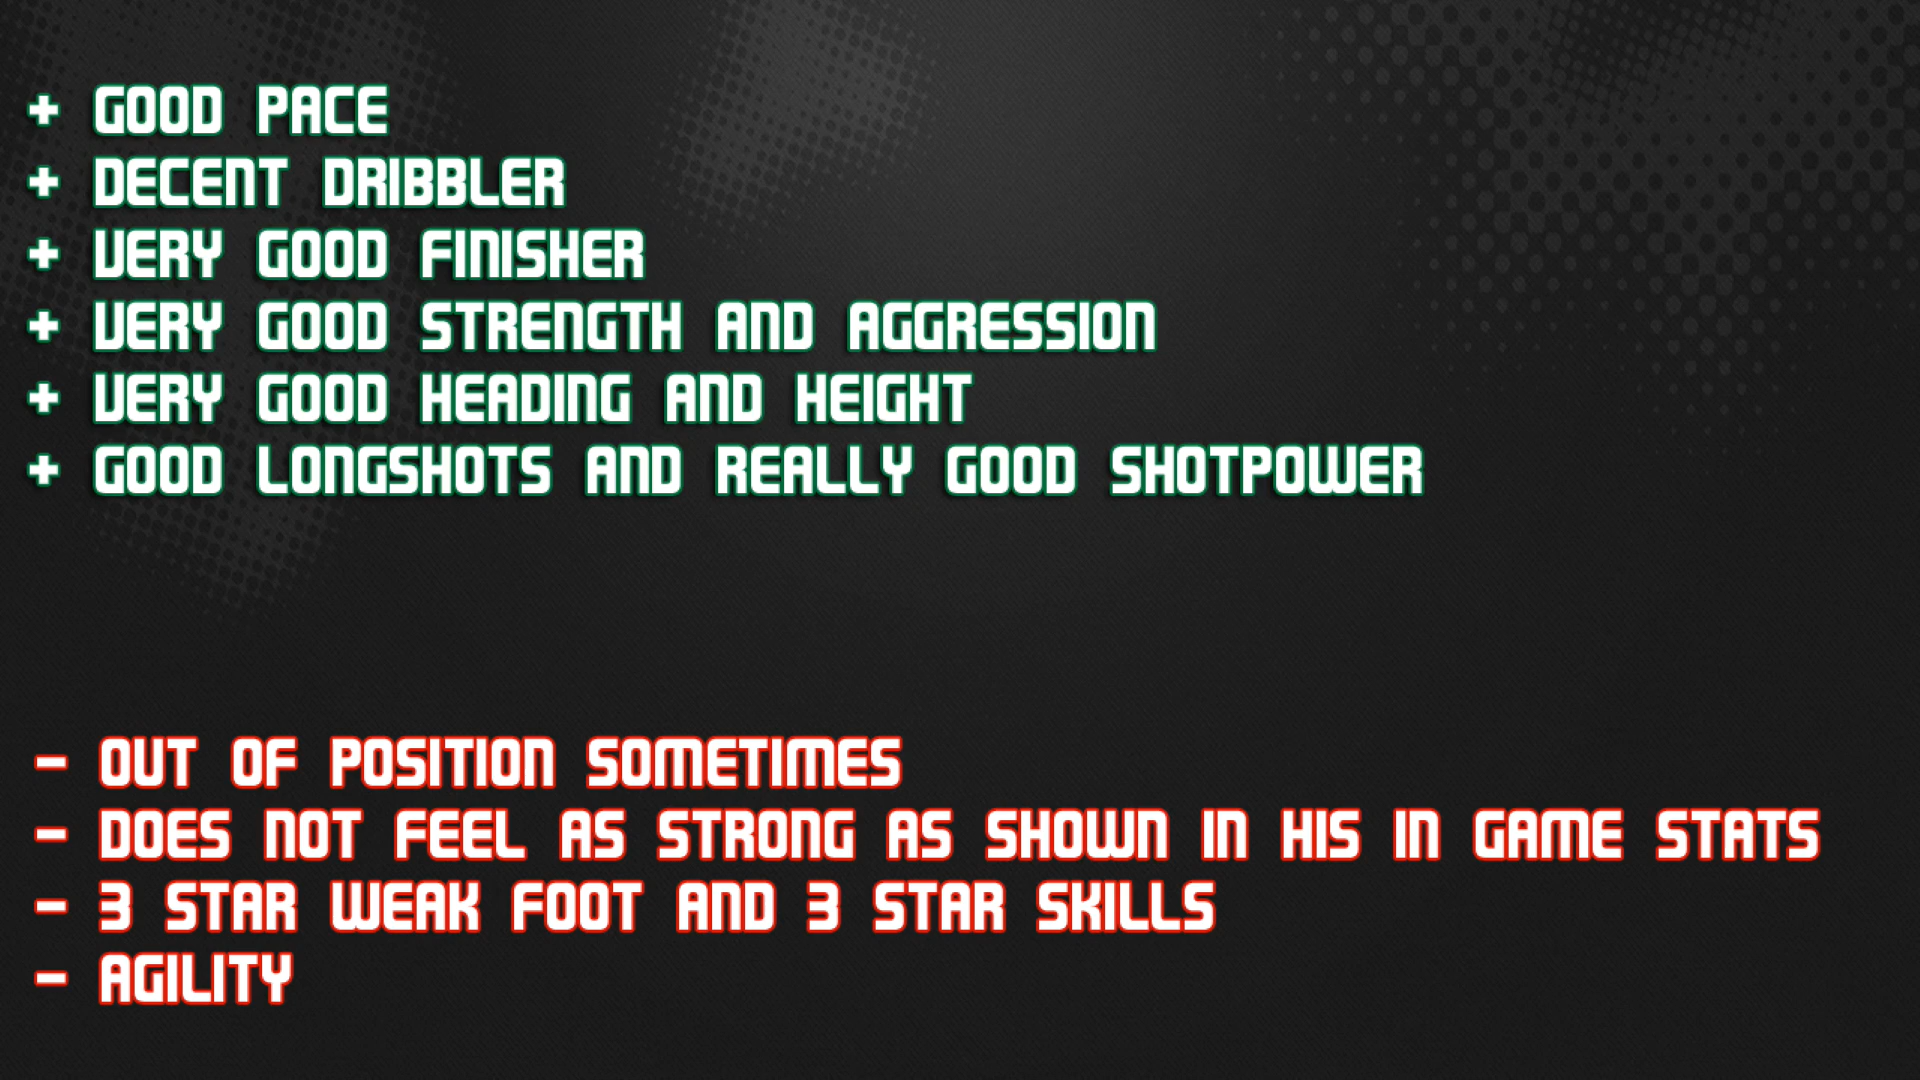 + GOOD PACE
+ DECENT DRIBBLER
+ VERY GOOD FINISHER
+ VERY GOOD STRENGTH AND AGGRESSION
+ VERY GOOD HEADING AND HEIGHT
+ GOOD LONGSHOTS AND REALLY GOOD SHOTPOWER
- OUT OF POSITION SOMETIMES
- DOES NOT FEEL AS STRONG AS SHOWN IN HIS IN GAME STATS
- 3 STAR WEAK FOOT AND 3 STAR SKILLS
- AGILITY